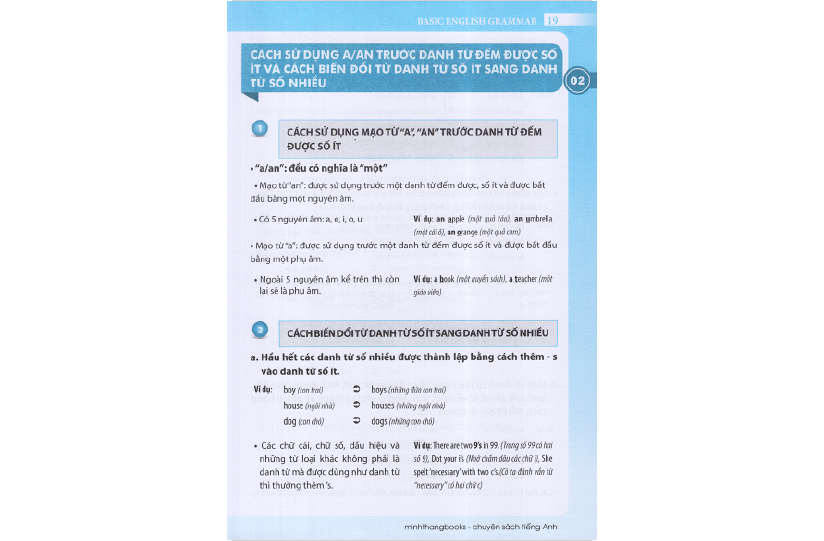 BASIC ENGLISH GRAMMAR 19
CÁCH SỬ DỤNG A/AN TRƯỚC DANH TỪ ĐẾM ĐƯỢC SỐ
ÍT VÀ CÁCH BIẾN ĐỔI TỪ DANH TỪ SỐ ÍT SANG DANH
TỪ SỐ NHIỀU
02
1
CÁCH SỬ DỤNG MẠO TỪ "A", "AN" TRƯỚC DANH TỪ ĐẾM
ĐƯỢC SỐ ÍT
• "a/an": đều có nghĩa là "một"
• Mạo từ "an": được sử dụng trước một danh từ đếm được, số ít và được bắt
đầu bằng một nguyên âm.
• Có 5 nguyên âm: a, e, i, o, u
Ví dụ: an apple (một quả táo), an umbrella
(một cái ô), an orange (một quả cam)
• Mạo từ "a": được sử dụng trước một danh từ đếm được số ít và được bắt đầu
bằng một phụ âm.
• Ngoài 5 nguyên âm kể trên thì còn
lại sẽ là phụ âm.
Ví dụ: a book (một quyển sách), a teacher (một
giáo viên)
2
CÁCH BIẾN ĐỔI TỪ DANH TỪ SỐ ÍT SANG DANH TỪ SỐ NHIỀU
a. Hầu hết các danh từ số nhiều được thành lập bằng cách thêm - s
vào danh từ số ít.
Ví dụ: boy (con trai) ➲ boys (những đứa con trai)
house (ngôi nhà) ➲ houses (những ngôi nhà)
dog (con chó) ➲ dogs (những con chó)
• Các chữ cái, chữ số, dấu hiệu và
những từ loại khác không phải là
danh từ mà được dùng như danh từ
thì thường thêm 's.
Ví dụ: There are two 9's in 99. (Trong số 99 có hai
số 9), Dot your i's (Nhớ chấm dấu các chữ i), She
spelt 'necessary' with two c's.(Cô ta đánh vần từ
"necessary" có hai chữ c)
minhthangbooks - chuyên sách tiếng Anh